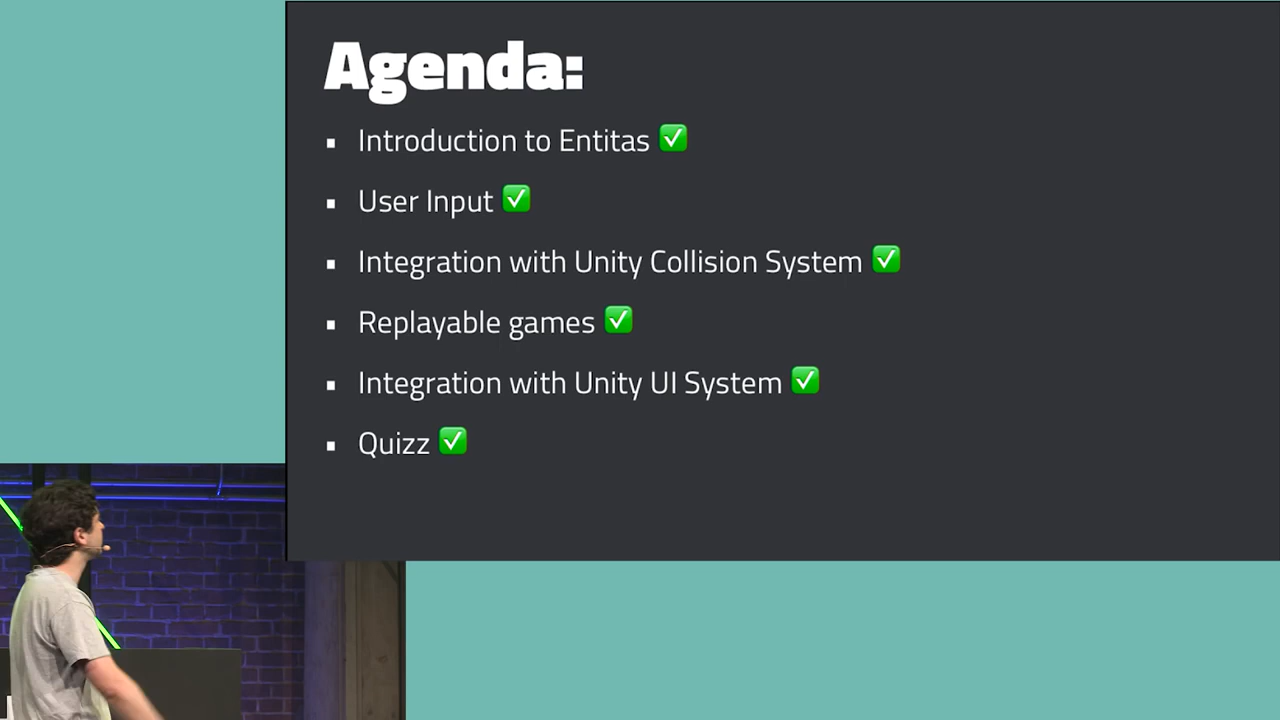 Agenda:
▪ Introduction to Entitas ✅
▪ User Input ✅
▪ Integration with Unity Collision System ✅
▪ Replayable games ✅
▪ Integration with Unity UI System ✅
▪ Quizz ✅